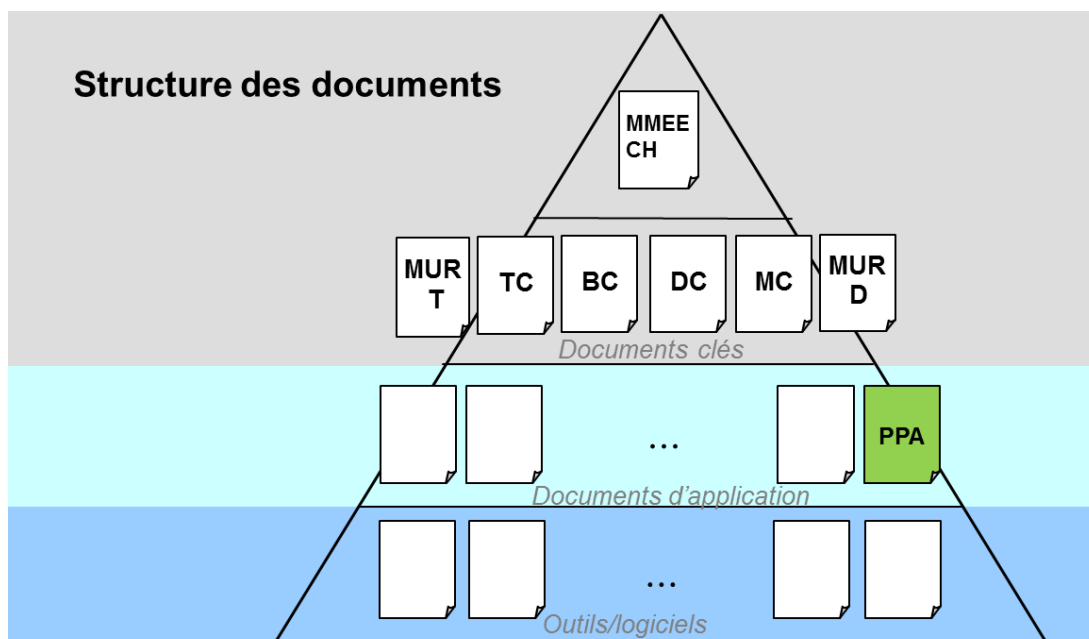 Structure des documents
MMEE
CH
MUR
T
TC
BC
DC
MC
MUR
D
Documents clés
...
PPA
Documents d'application
...
Outils/logiciels